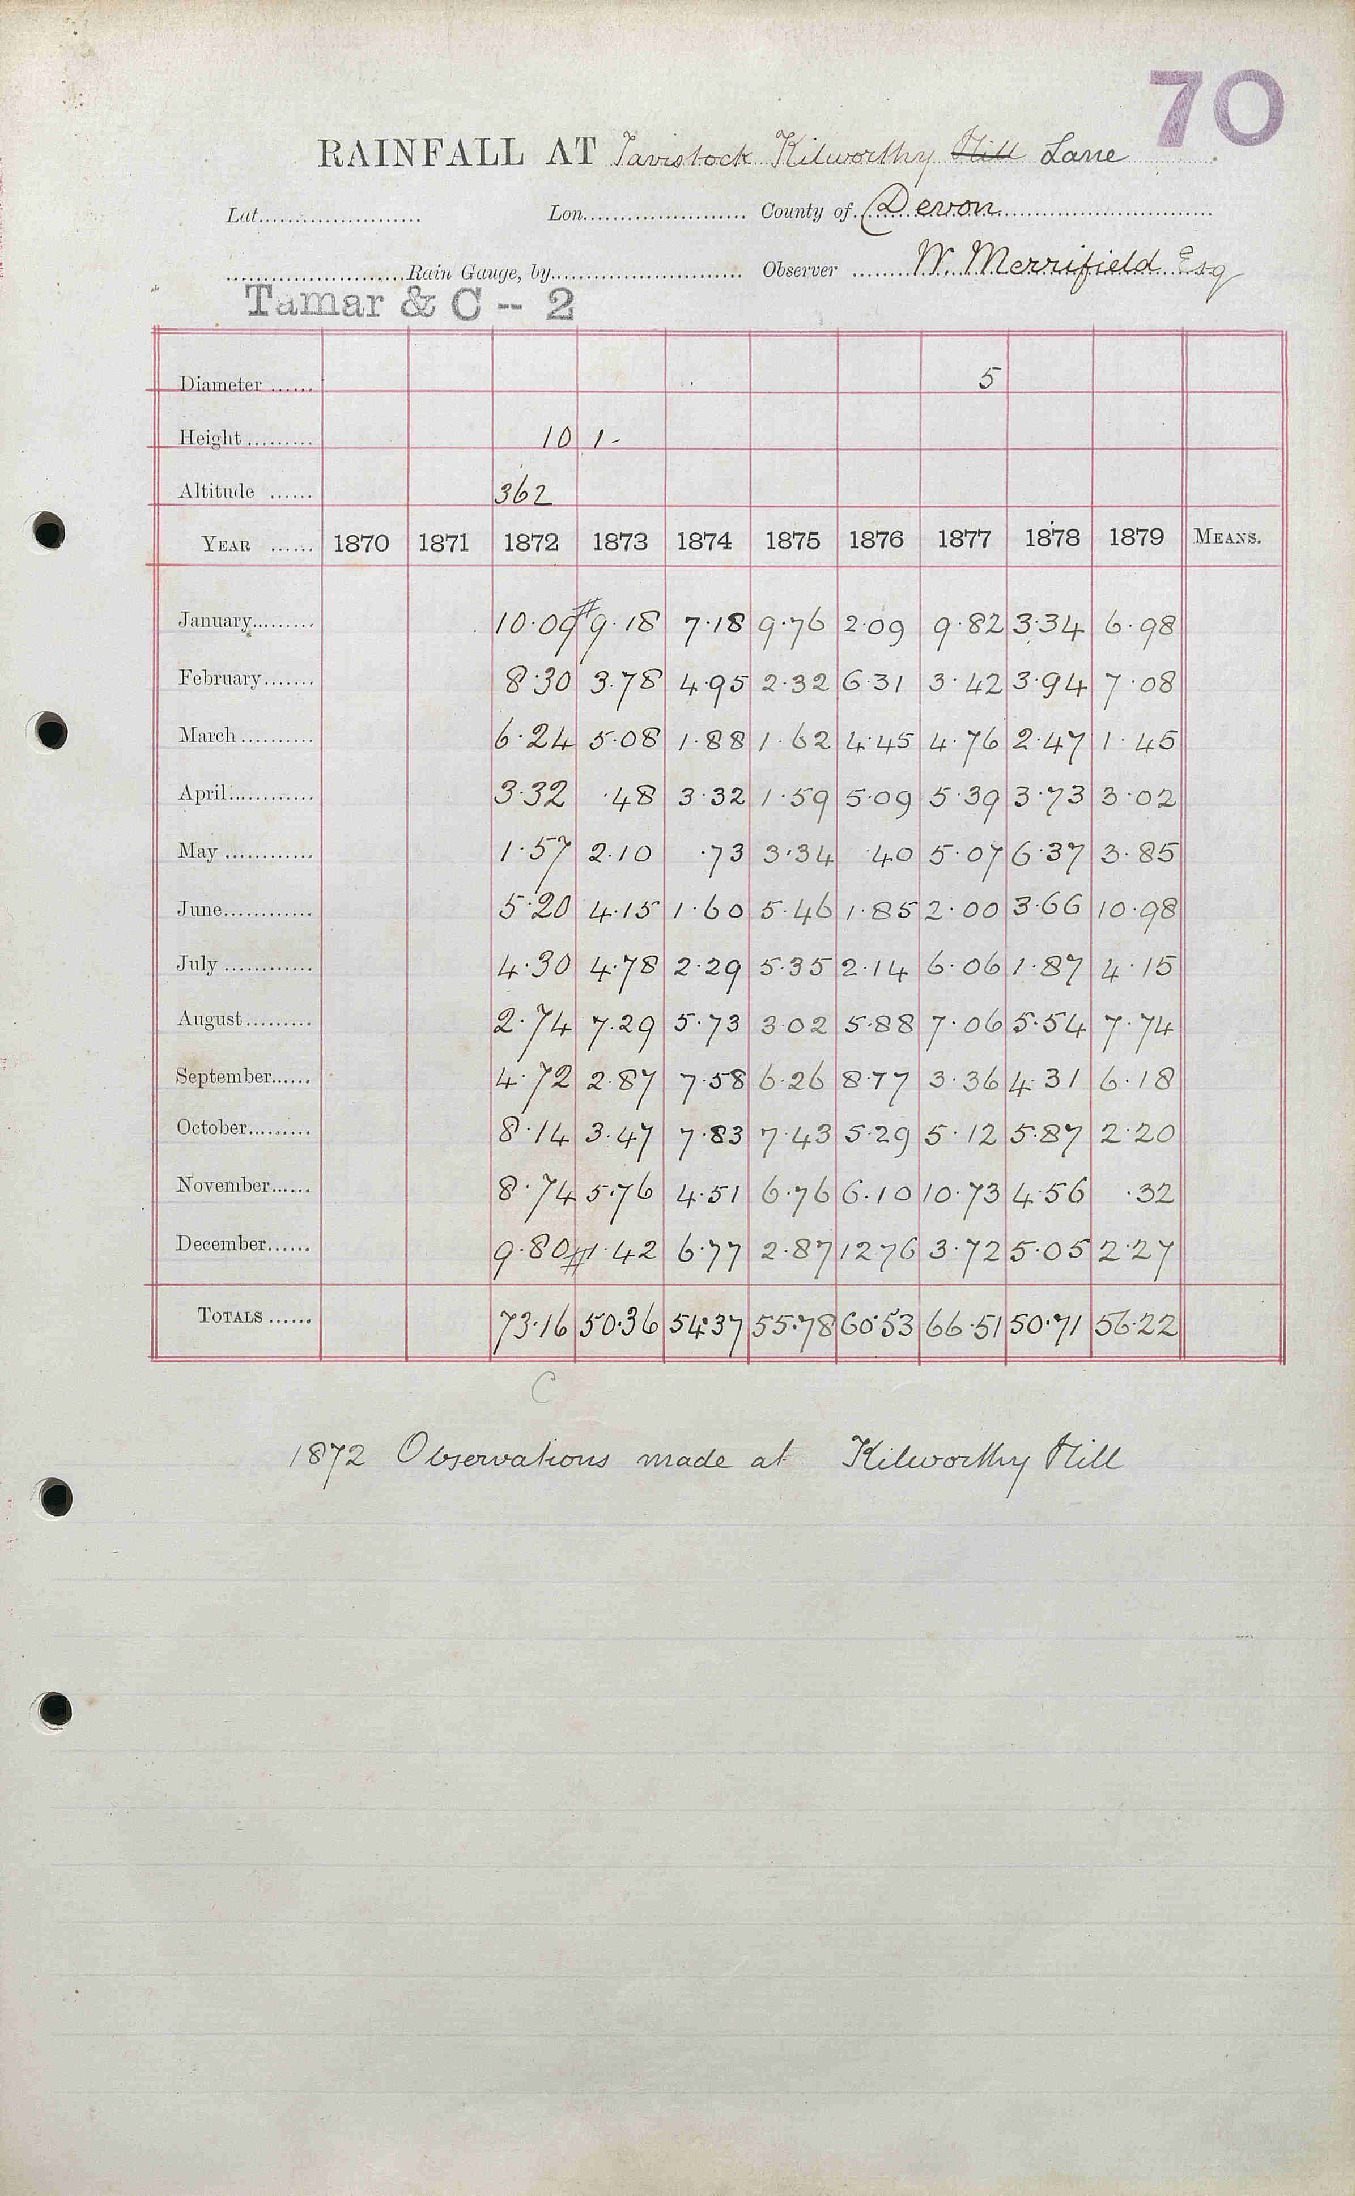 70
RAINFALL AT Tavistock Kilworthy Hill Lane
Lat. Lon. County of Devon
Rain Gauge, by Observer W. Merrifield Esq
Tamar & C -- 2
Diameter ...... 5
Height ......... 10 1-
Altitude ...... 362
YEAR ...... 1870 1871 1872 1873 1874 1875 1876 1877 1878 1879 MEANS.
January......... 10·09 9·18 7·18 9·76 2·09 9·82 3·34 6·98
February....... 8·30 3·78 4·95 2·32 6·31 3·42 3·94 7·08
March .......... 6·24 5·08 1·88 1·62 4·45 4·76 2·47 1·45
April............ 3·32 ·48 3·32 1·59 5·09 5·39 3·73 3·02
May ............ 1·57 2·10 ·73 3·34 ·40 5·07 6·37 3·85
June............ 5·20 4·15 1·60 5·46 1·85 2·00 3·66 10·98
July ............ 4·30 4·78 2·29 5·35 2·14 6·06 1·87 4·15
August......... 2·74 7·29 5·73 3·02 5·88 7·06 5·54 7·74
September...... 4·72 2·87 7·58 6·26 8·77 3·36 4·31 6·18
October......... 8·14 3·47 7·83 7·43 5·29 5·12 5·87 2·20
November...... 8·74 5·76 4·51 6·76 6·10 10·73 4·56 ·32
December...... 9·80 1·42 6·77 2·87 12 76 3·72 5·05 2·27
TOTALS ...... 73·16 50·36 54·37 55·78 60·53 66·51 50·71 56·22
C
1872 Observations made at Kilworthy Hill